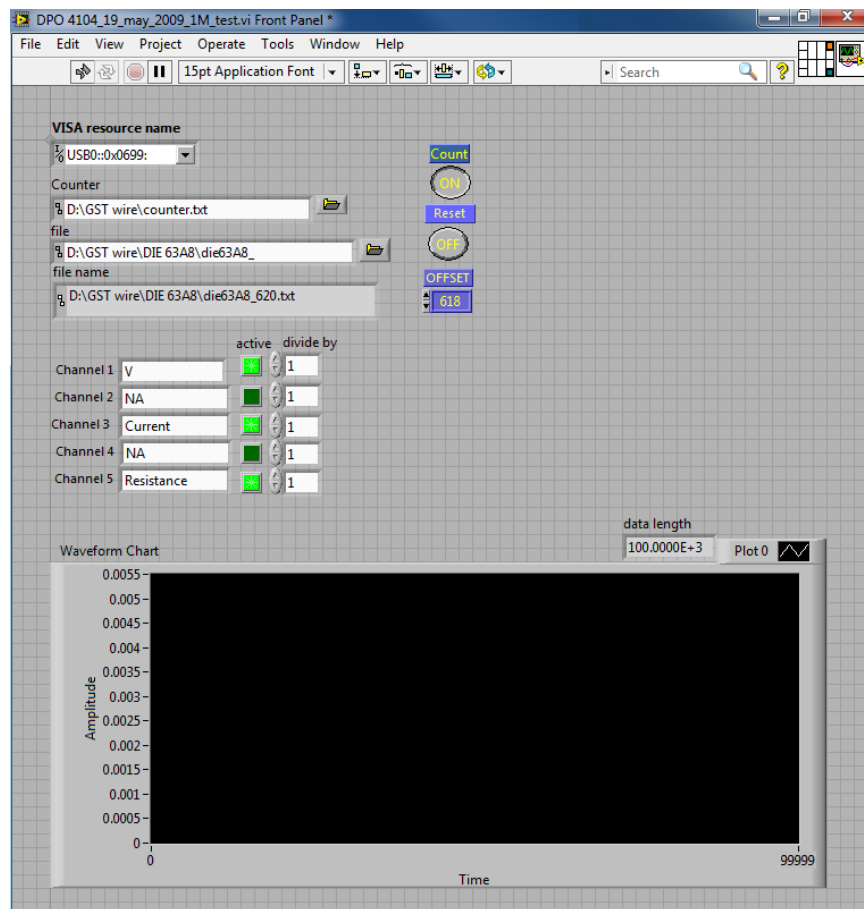 DPO 4104_19_may_2009_1M_test.vi Front Panel *
File Edit View Project Operate Tools Window Help
15pt Application Font
Search
VISA resource name
USB0::0x0699:
Count
ON
Counter
D:\GST wire\counter.txt
Reset
file
D:\GST wire\DIE 63A8\die63A8_
OFF
file name
OFFSET
D:\GST wire\DIE 63A8\die63A8_620.txt
618
active divide by
Channel 1 V 1
Channel 2 NA 1
Channel 3 Current 1
Channel 4 NA 1
Channel 5 Resistance 1
data length
Waveform Chart
100.0000E+3 Plot 0
0.0055
0.005
0.0045
0.004
0.0035
0.003
0.0025
0.002
0.0015
0.001
0.0005
0
Amplitude
0 99999
Time